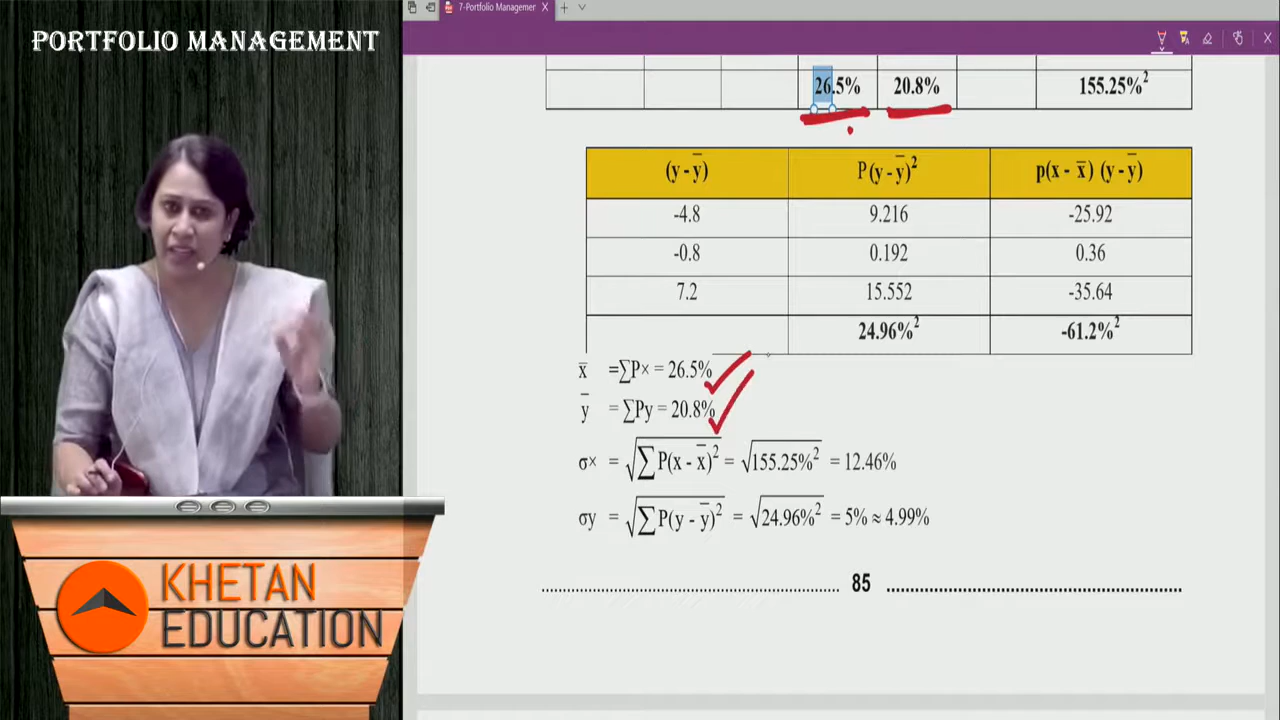 PORTFOLIO MANAGEMENT
7-Portfolio Managemer
26.5% 20.8% 155.25%²
(y - ȳ) P(y - ȳ)² p(x - x̄) (y - ȳ)
-4.8 9.216 -25.92
-0.8 0.192 0.36
7.2 15.552 -35.64
24.96%² -61.2%²
x̄ =∑P× = 26.5%
ȳ = ∑Py = 20.8%
σ× = √∑P(x - x̄)² = √155.25%² = 12.46%
σy = √∑P(y - ȳ)² = √24.96%² = 5% ≈ 4.99%
85
KHETAN
EDUCATION